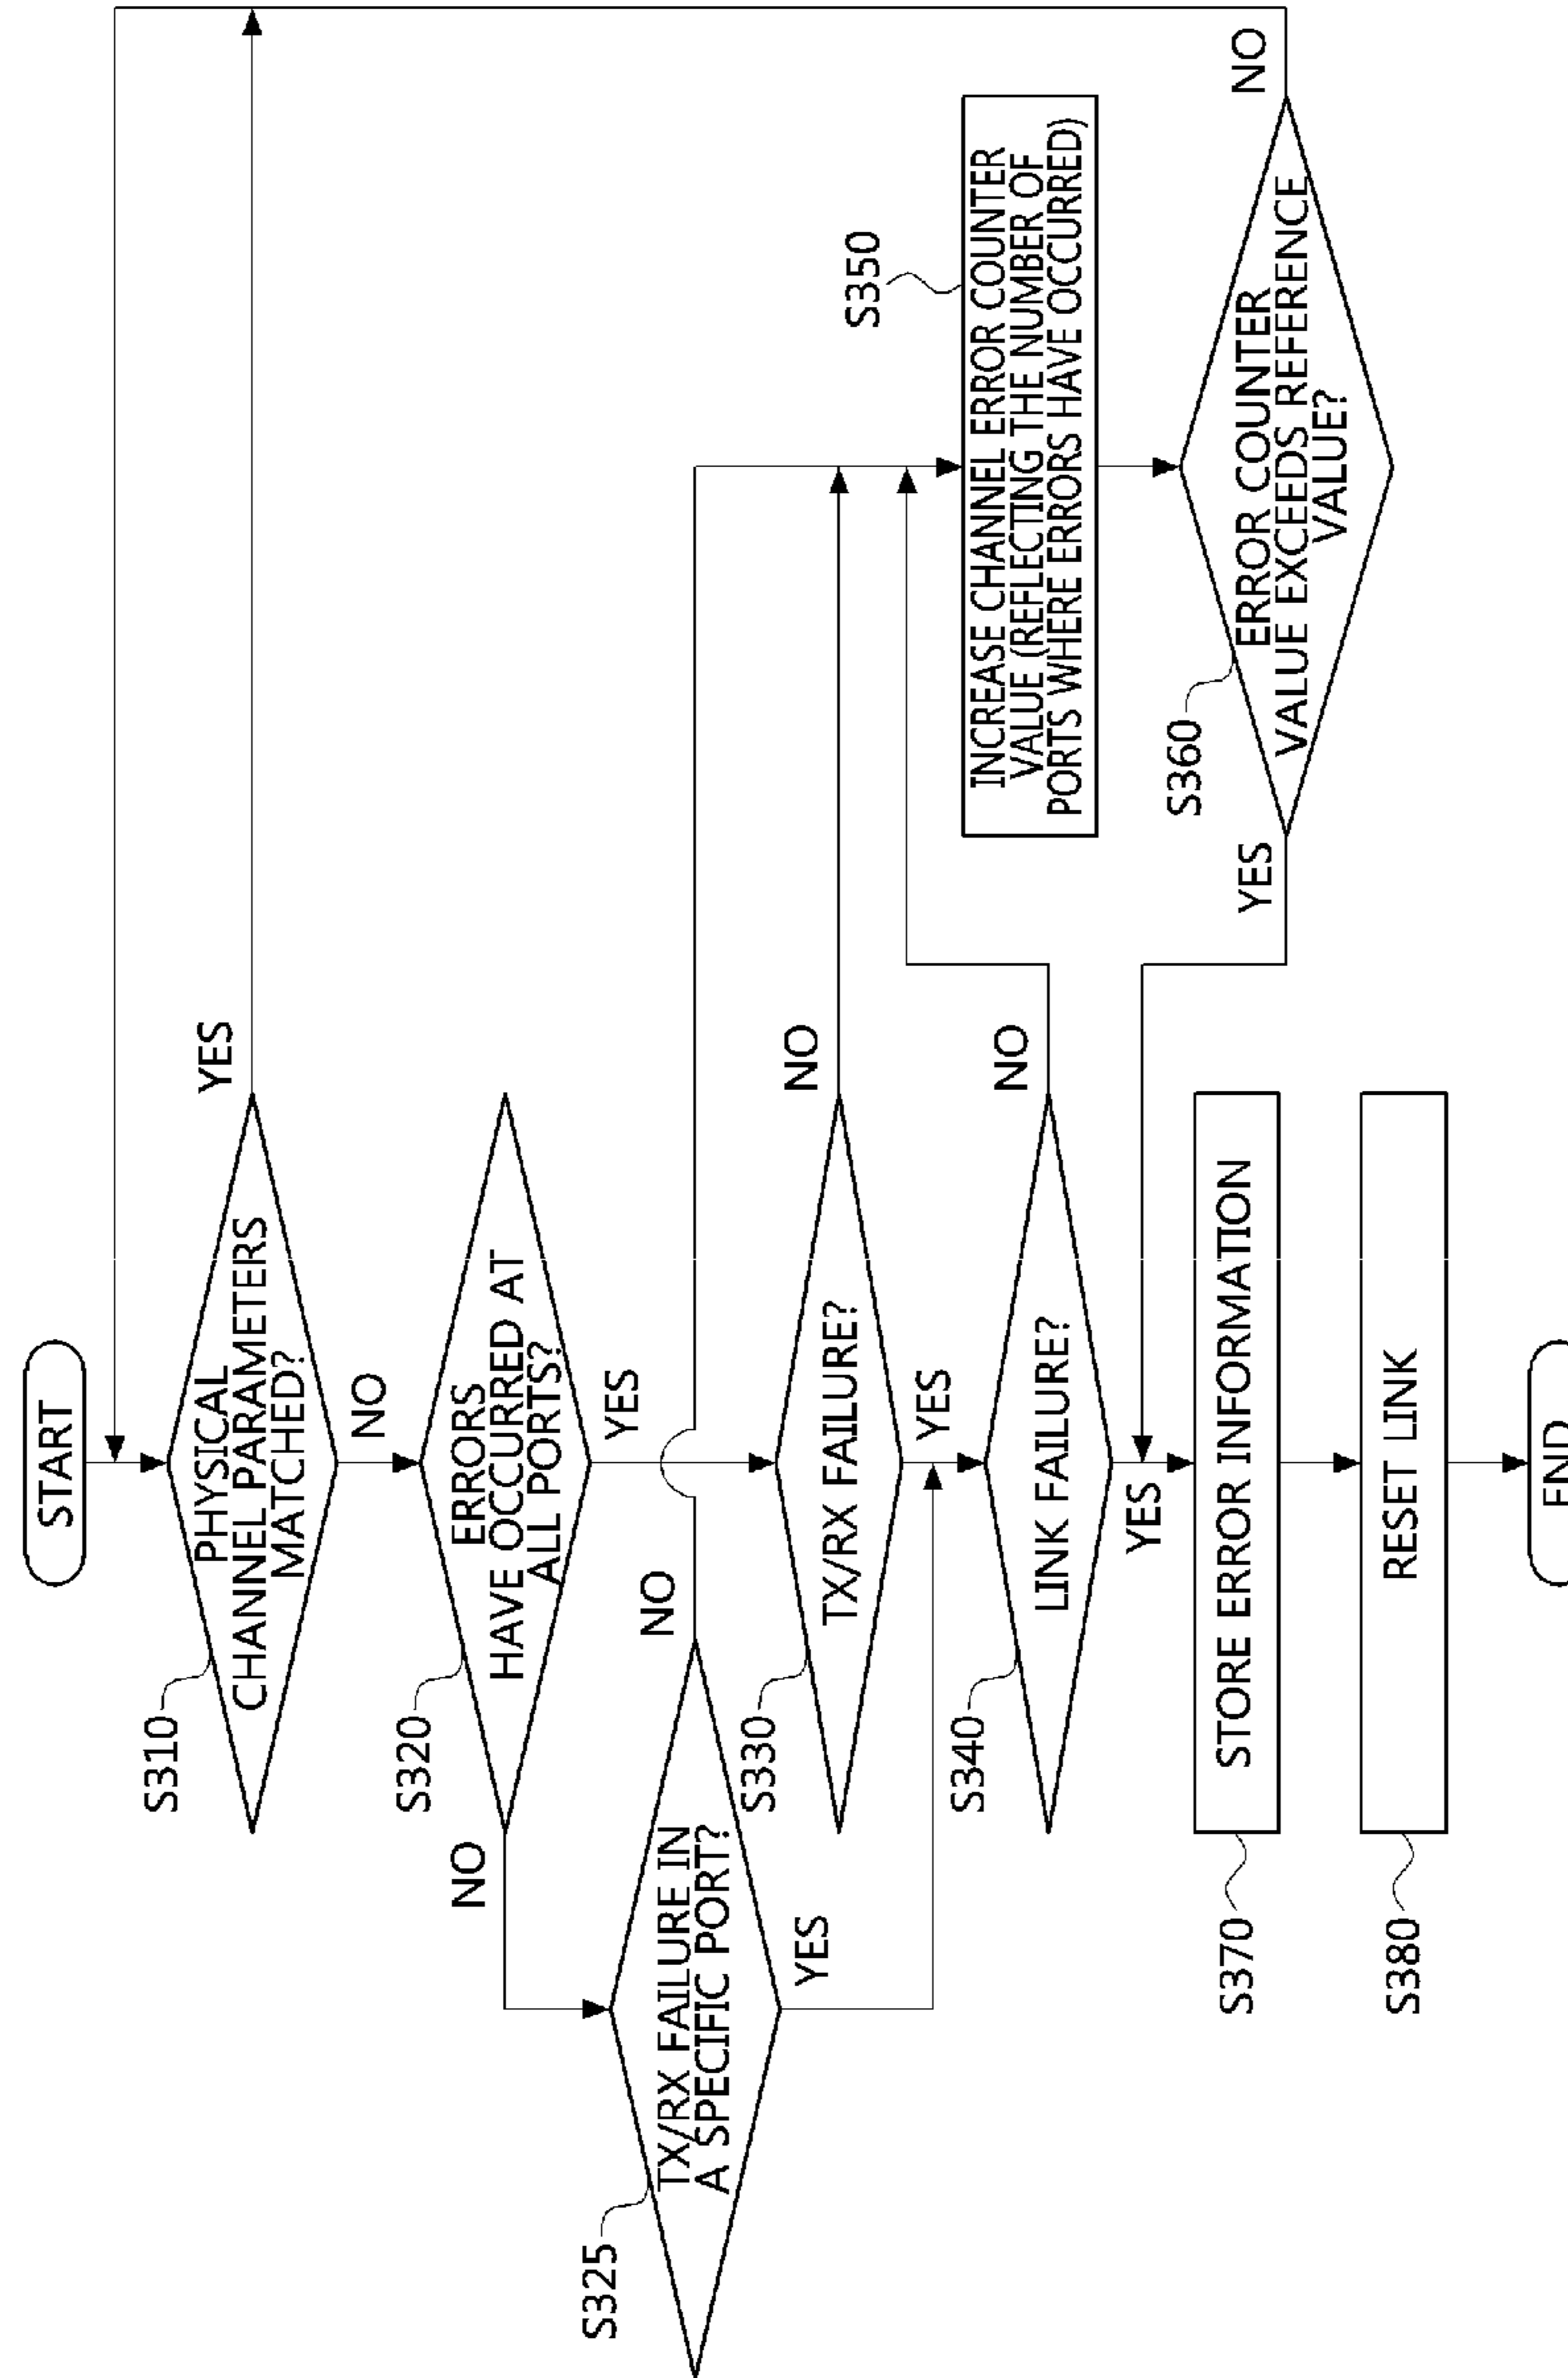 START
S310
PHYSICAL
CHANNEL PARAMETERS
MATCHED?
YES
NO
S320
ERRORS
HAVE OCCURRED AT
ALL PORTS?
NO
YES
S325
TX/RX FAILURE IN
A SPECIFIC PORT?
NO
YES
S330
TX/RX FAILURE?
NO
YES
S340
LINK FAILURE?
NO
YES
S350
INCREASE CHANNEL ERROR COUNTER
VALUE (REFLECTING THE NUMBER OF
PORTS WHERE ERRORS HAVE OCCURRED)
S360
ERROR COUNTER
VALUE EXCEEDS REFERENCE
VALUE?
YES
NO
S370
STORE ERROR INFORMATION
S380
RESET LINK
END